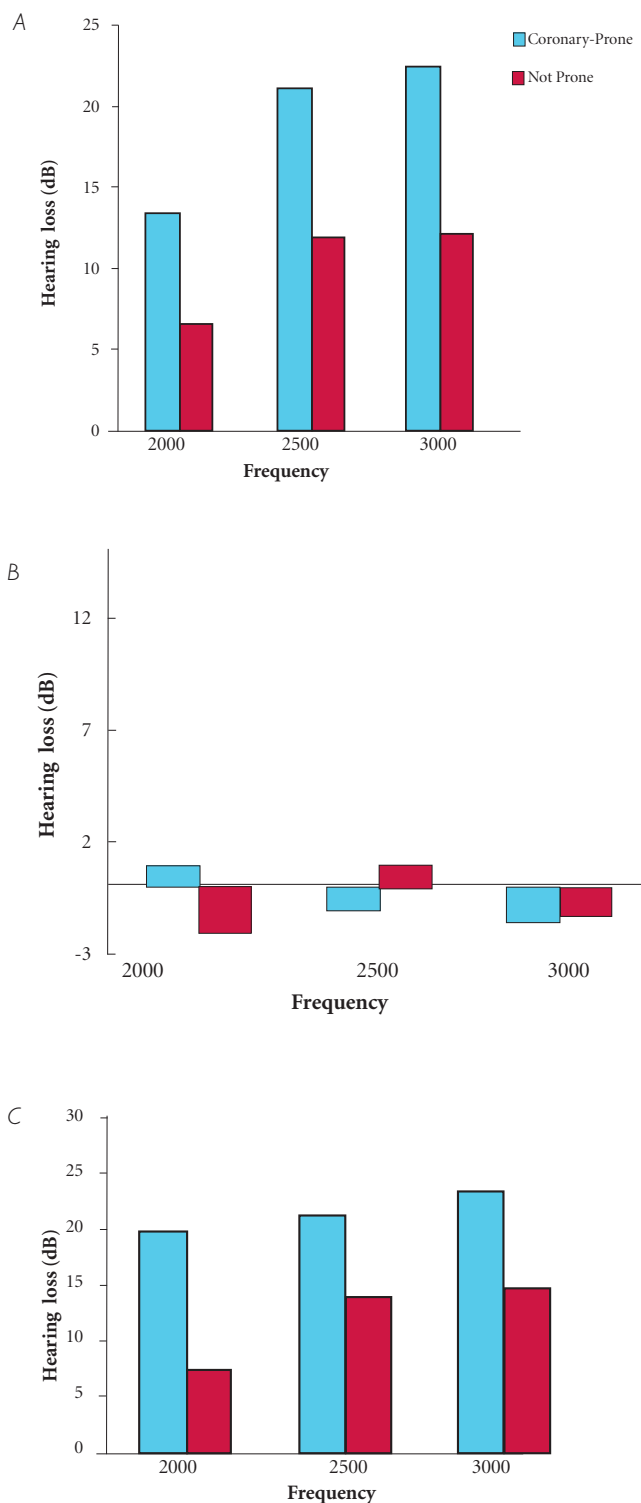 A
25
20
15
10
5
0
Hearing loss (dB)
2000 2500 3000
Frequency
Coronary-Prone
Not Prone
B
12
7
2
-3
Hearing loss (dB)
2000 2500 3000
Frequency
C
30
25
20
15
10
5
0
Hearing loss (dB)
2000 2500 3000
Frequency